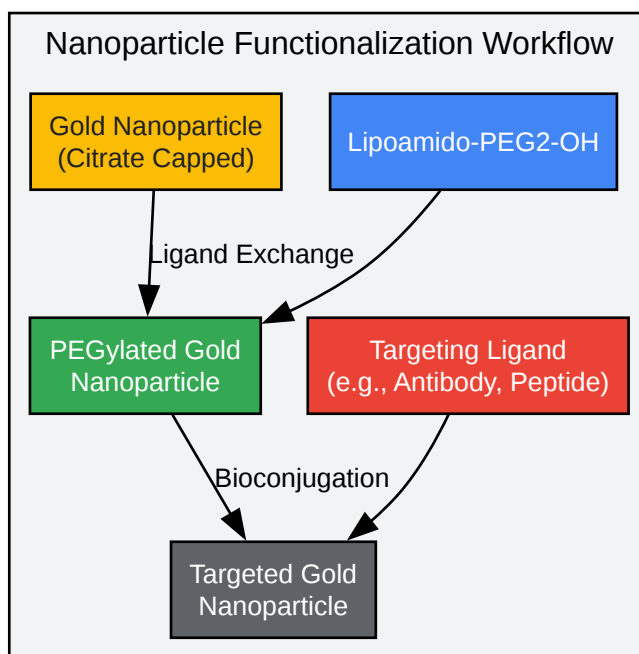 Nanoparticle Functionalization Workflow
Gold Nanoparticle
(Citrate Capped)
Lipoamido-PEG2-OH
Ligand Exchange
PEGylated Gold
Nanoparticle
Targeting Ligand
(e.g., Antibody, Peptide)
Bioconjugation
Targeted Gold
Nanoparticle